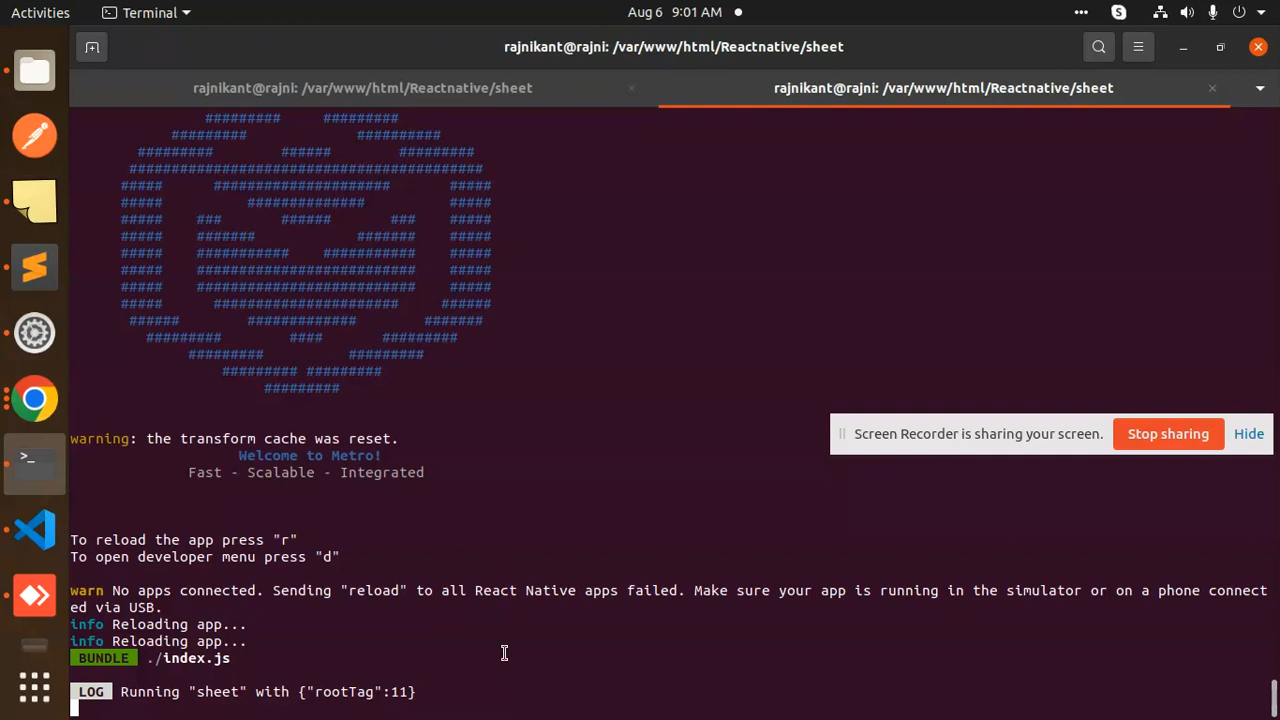 Activities
Terminal
Aug 6 9:01 AM
rajnikant@rajni: /var/www/html/Reactnative/sheet
rajnikant@rajni: /var/www/html/Reactnative/sheet
rajnikant@rajni: /var/www/html/Reactnative/sheet
######### #########
######### ##########
######### ###### #########
##########################################
##### ##################### #####
##### ############## #####
##### ### ###### ### #####
##### ####### ####### #####
##### ########### ########### #####
##### ########################## #####
##### ########################## #####
##### ###################### ######
###### ############# #######
######### #### #########
######### #########
######### #########
#########
warning: the transform cache was reset.
Screen Recorder is sharing your screen.
Stop sharing
Hide
Welcome to Metro!
Fast - Scalable - Integrated
To reload the app press "r"
To open developer menu press "d"
warn No apps connected. Sending "reload" to all React Native apps failed. Make sure your app is running in the simulator or on a phone connect
ed via USB.
info Reloading app...
info Reloading app...
BUNDLE ./index.js
LOG Running "sheet" with {"rootTag":11}